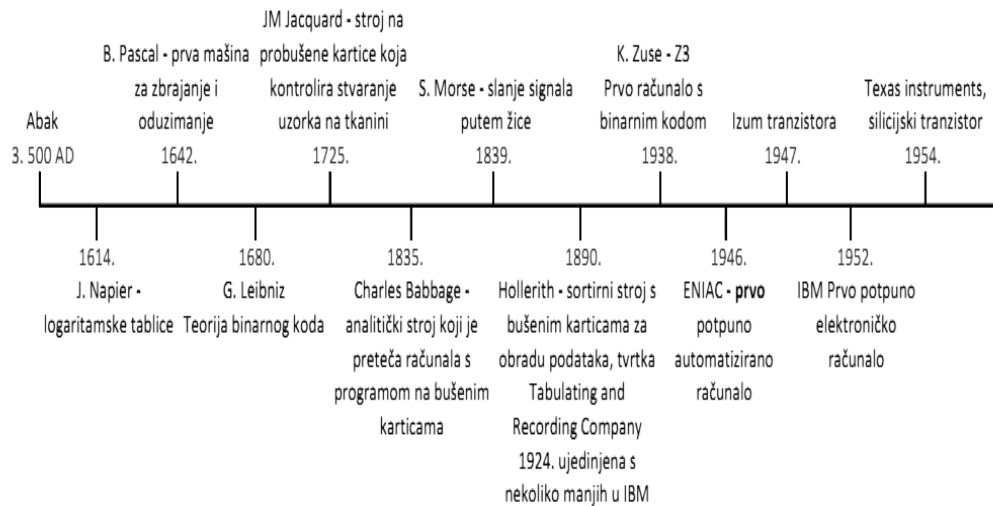 Abak
3. 500 AD
1614.
J. Napier -
logaritamske tablice
B. Pascal - prva mašina
za zbrajanje i
oduzimanje
1642.
1680.
G. Leibniz
Teorija binarnog koda
JM Jacquard - stroj na
probušene kartice koja
kontrolira stvaranje
uzorka na tkanini
1725.
1835.
Charles Babbage -
analitički stroj koji je
preteča računala s
programom na bušenim
karticama
S. Morse - slanje signala
putem žice
1839.
1890.
Hollerith - sortirni stroj s
bušenim karticama za
obradu podataka, tvrtka
Tabulating and
Recording Company
1924. ujedinjena s
nekoliko manjih u IBM
K. Zuse - Z3
Prvo računalo s
binarnim kodom
1938.
1946.
ENIAC - prvo
potpuno
automatizirano
računalo
Izum tranzistora
1947.
1952.
IBM Prvo potpuno
elektroničko
računalo
Texas instruments,
silicijski tranzistor
1954.